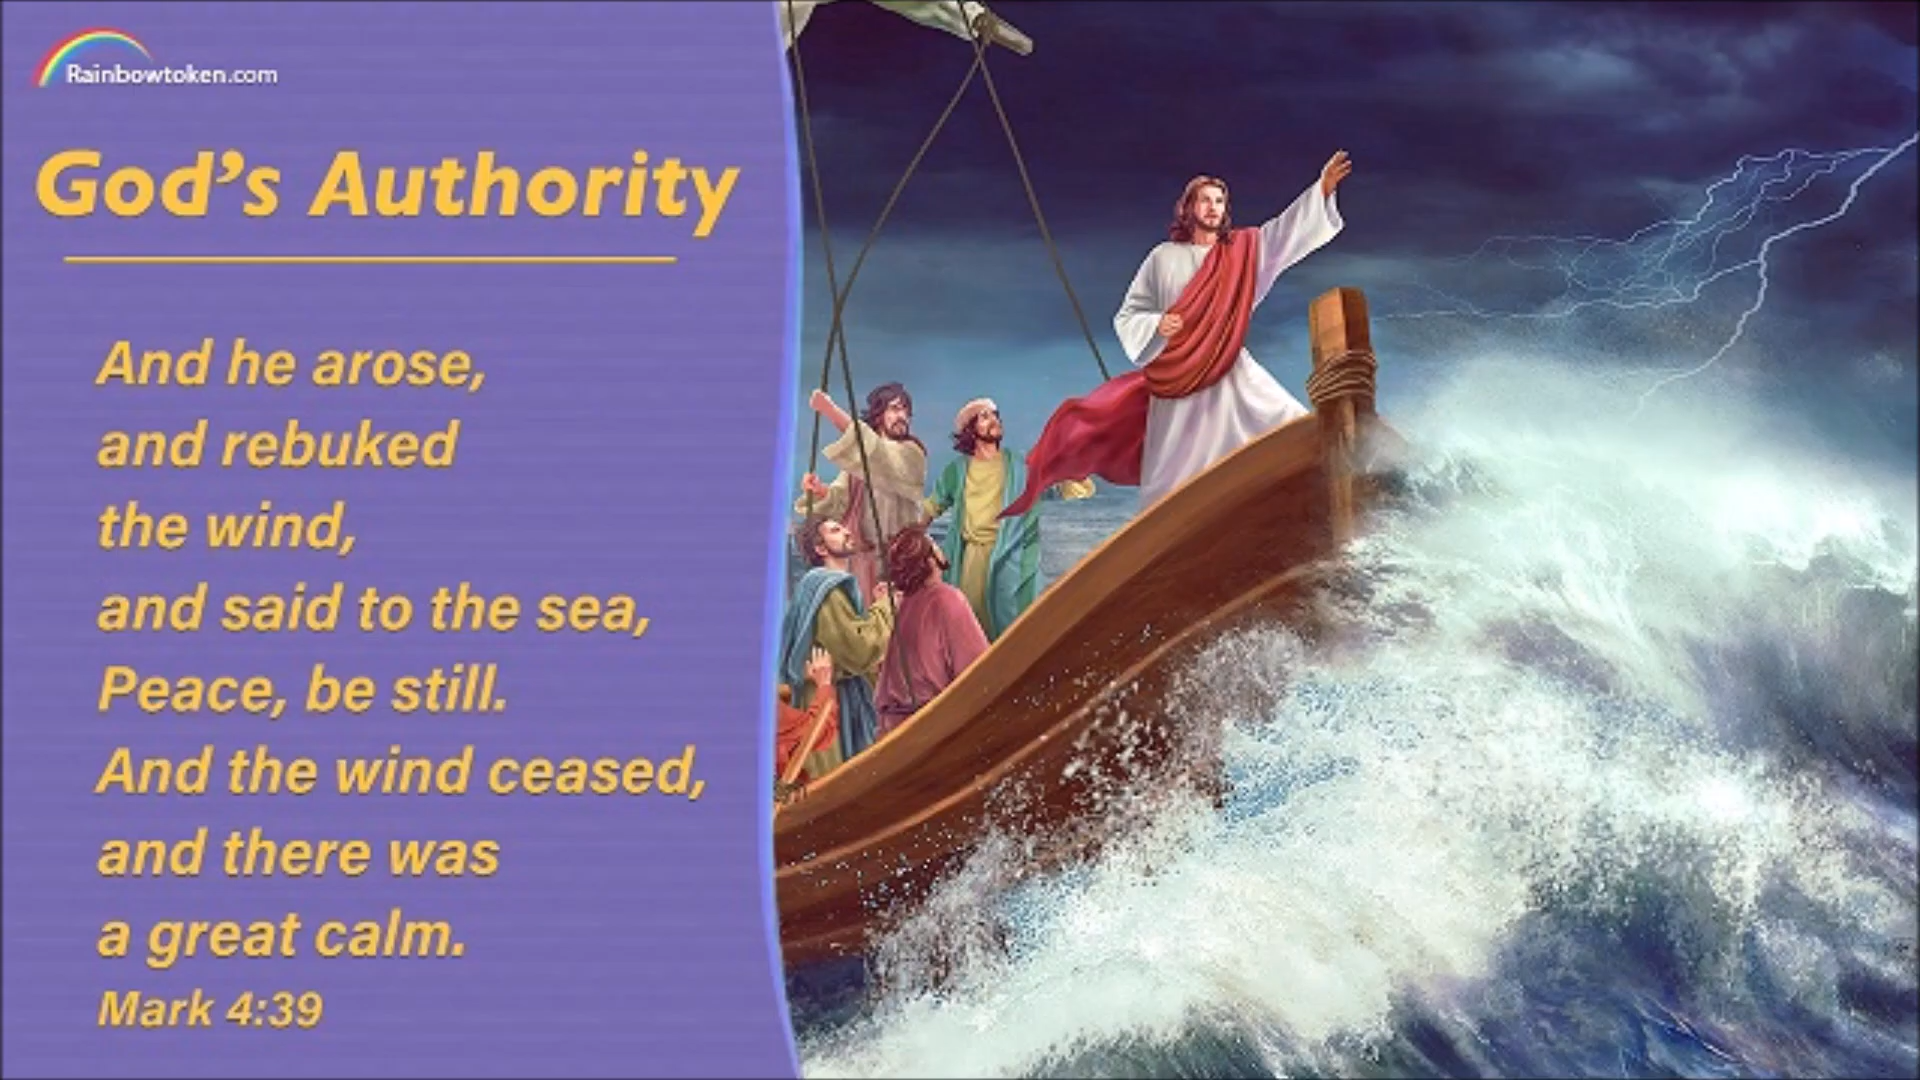 Rainbowtoken.com
God's Authority
And he arose,
and rebuked
the wind,
and said to the sea,
Peace, be still.
And the wind ceased,
and there was
a great calm.
Mark 4:39